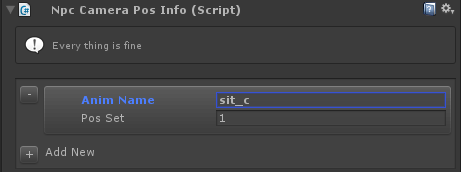 Npc Camera Pos Info (Script)
Every thing is fine
-
Anim Name sit_c
Pos Set 1
+ Add New